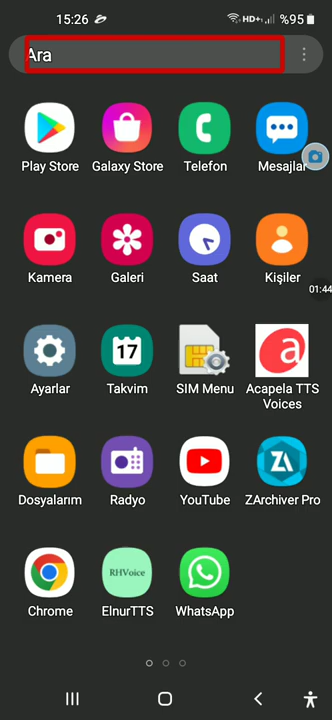 15:26 HD+ %95
Ara
Play Store Galaxy Store Telefon Mesajlar
01:44
Kamera Galeri Saat Kişiler
17
Ayarlar Takvim SIM Menu Acapela TTS
Voices
ZA
Dosyalarım Radyo YouTube ZArchiver Pro
RHVoice
Chrome ElnurTTS WhatsApp